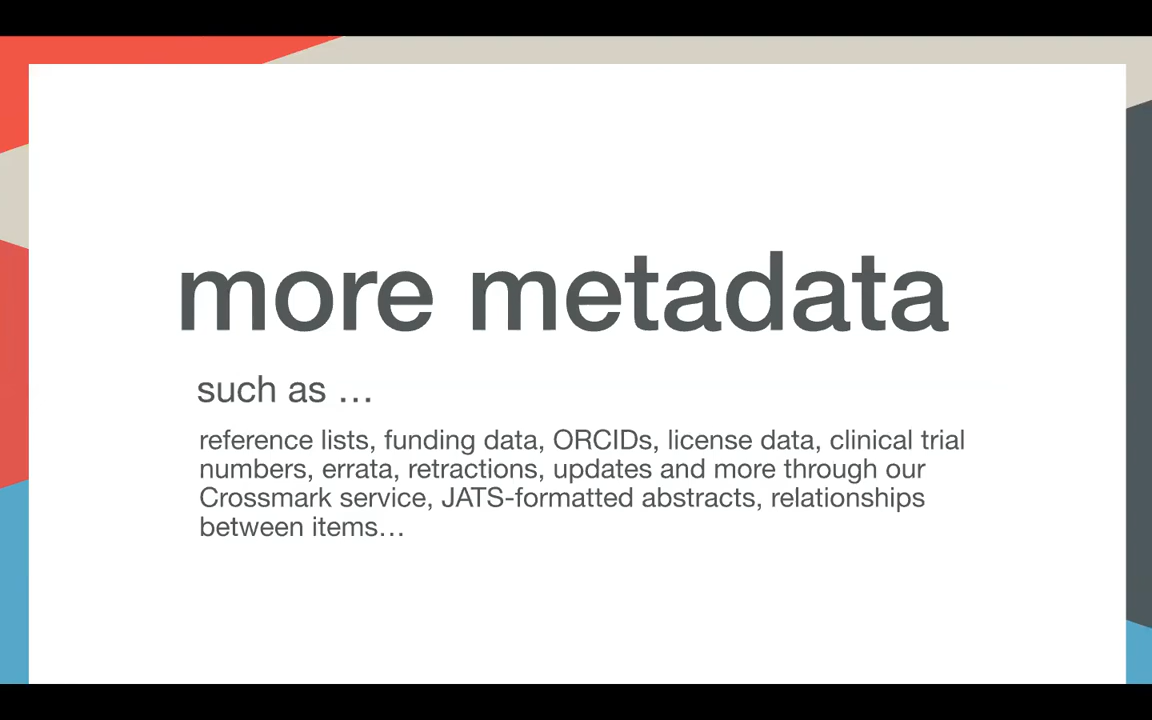 more metadata
such as …
reference lists, funding data, ORCIDs, license data, clinical trial
numbers, errata, retractions, updates and more through our
Crossmark service, JATS-formatted abstracts, relationships
between items…